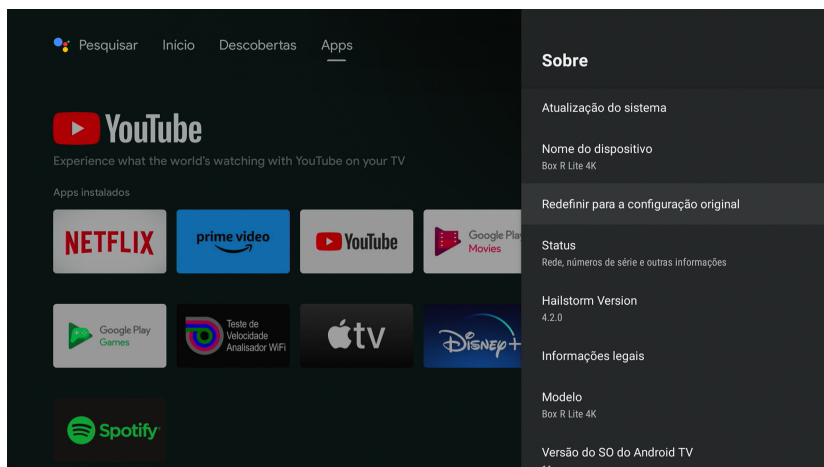 Pesquisar Início Descobertas Apps
YouTube
Experience what the world's watching with YouTube on your TV
Apps instalados
NETFLIX
prime video
YouTube
Google Play
Movies
Google Play
Games
Teste de
Velocidade
Analisador WiFi
tv
Disney+
Spotify
Sobre
Atualização do sistema
Nome do dispositivo
Box R Lite 4K
Redefinir para a configuração original
Status
Rede, números de série e outras informações
Hailstorm Version
4.2.0
Informações legais
Modelo
Box R Lite 4K
Versão do SO do Android TV